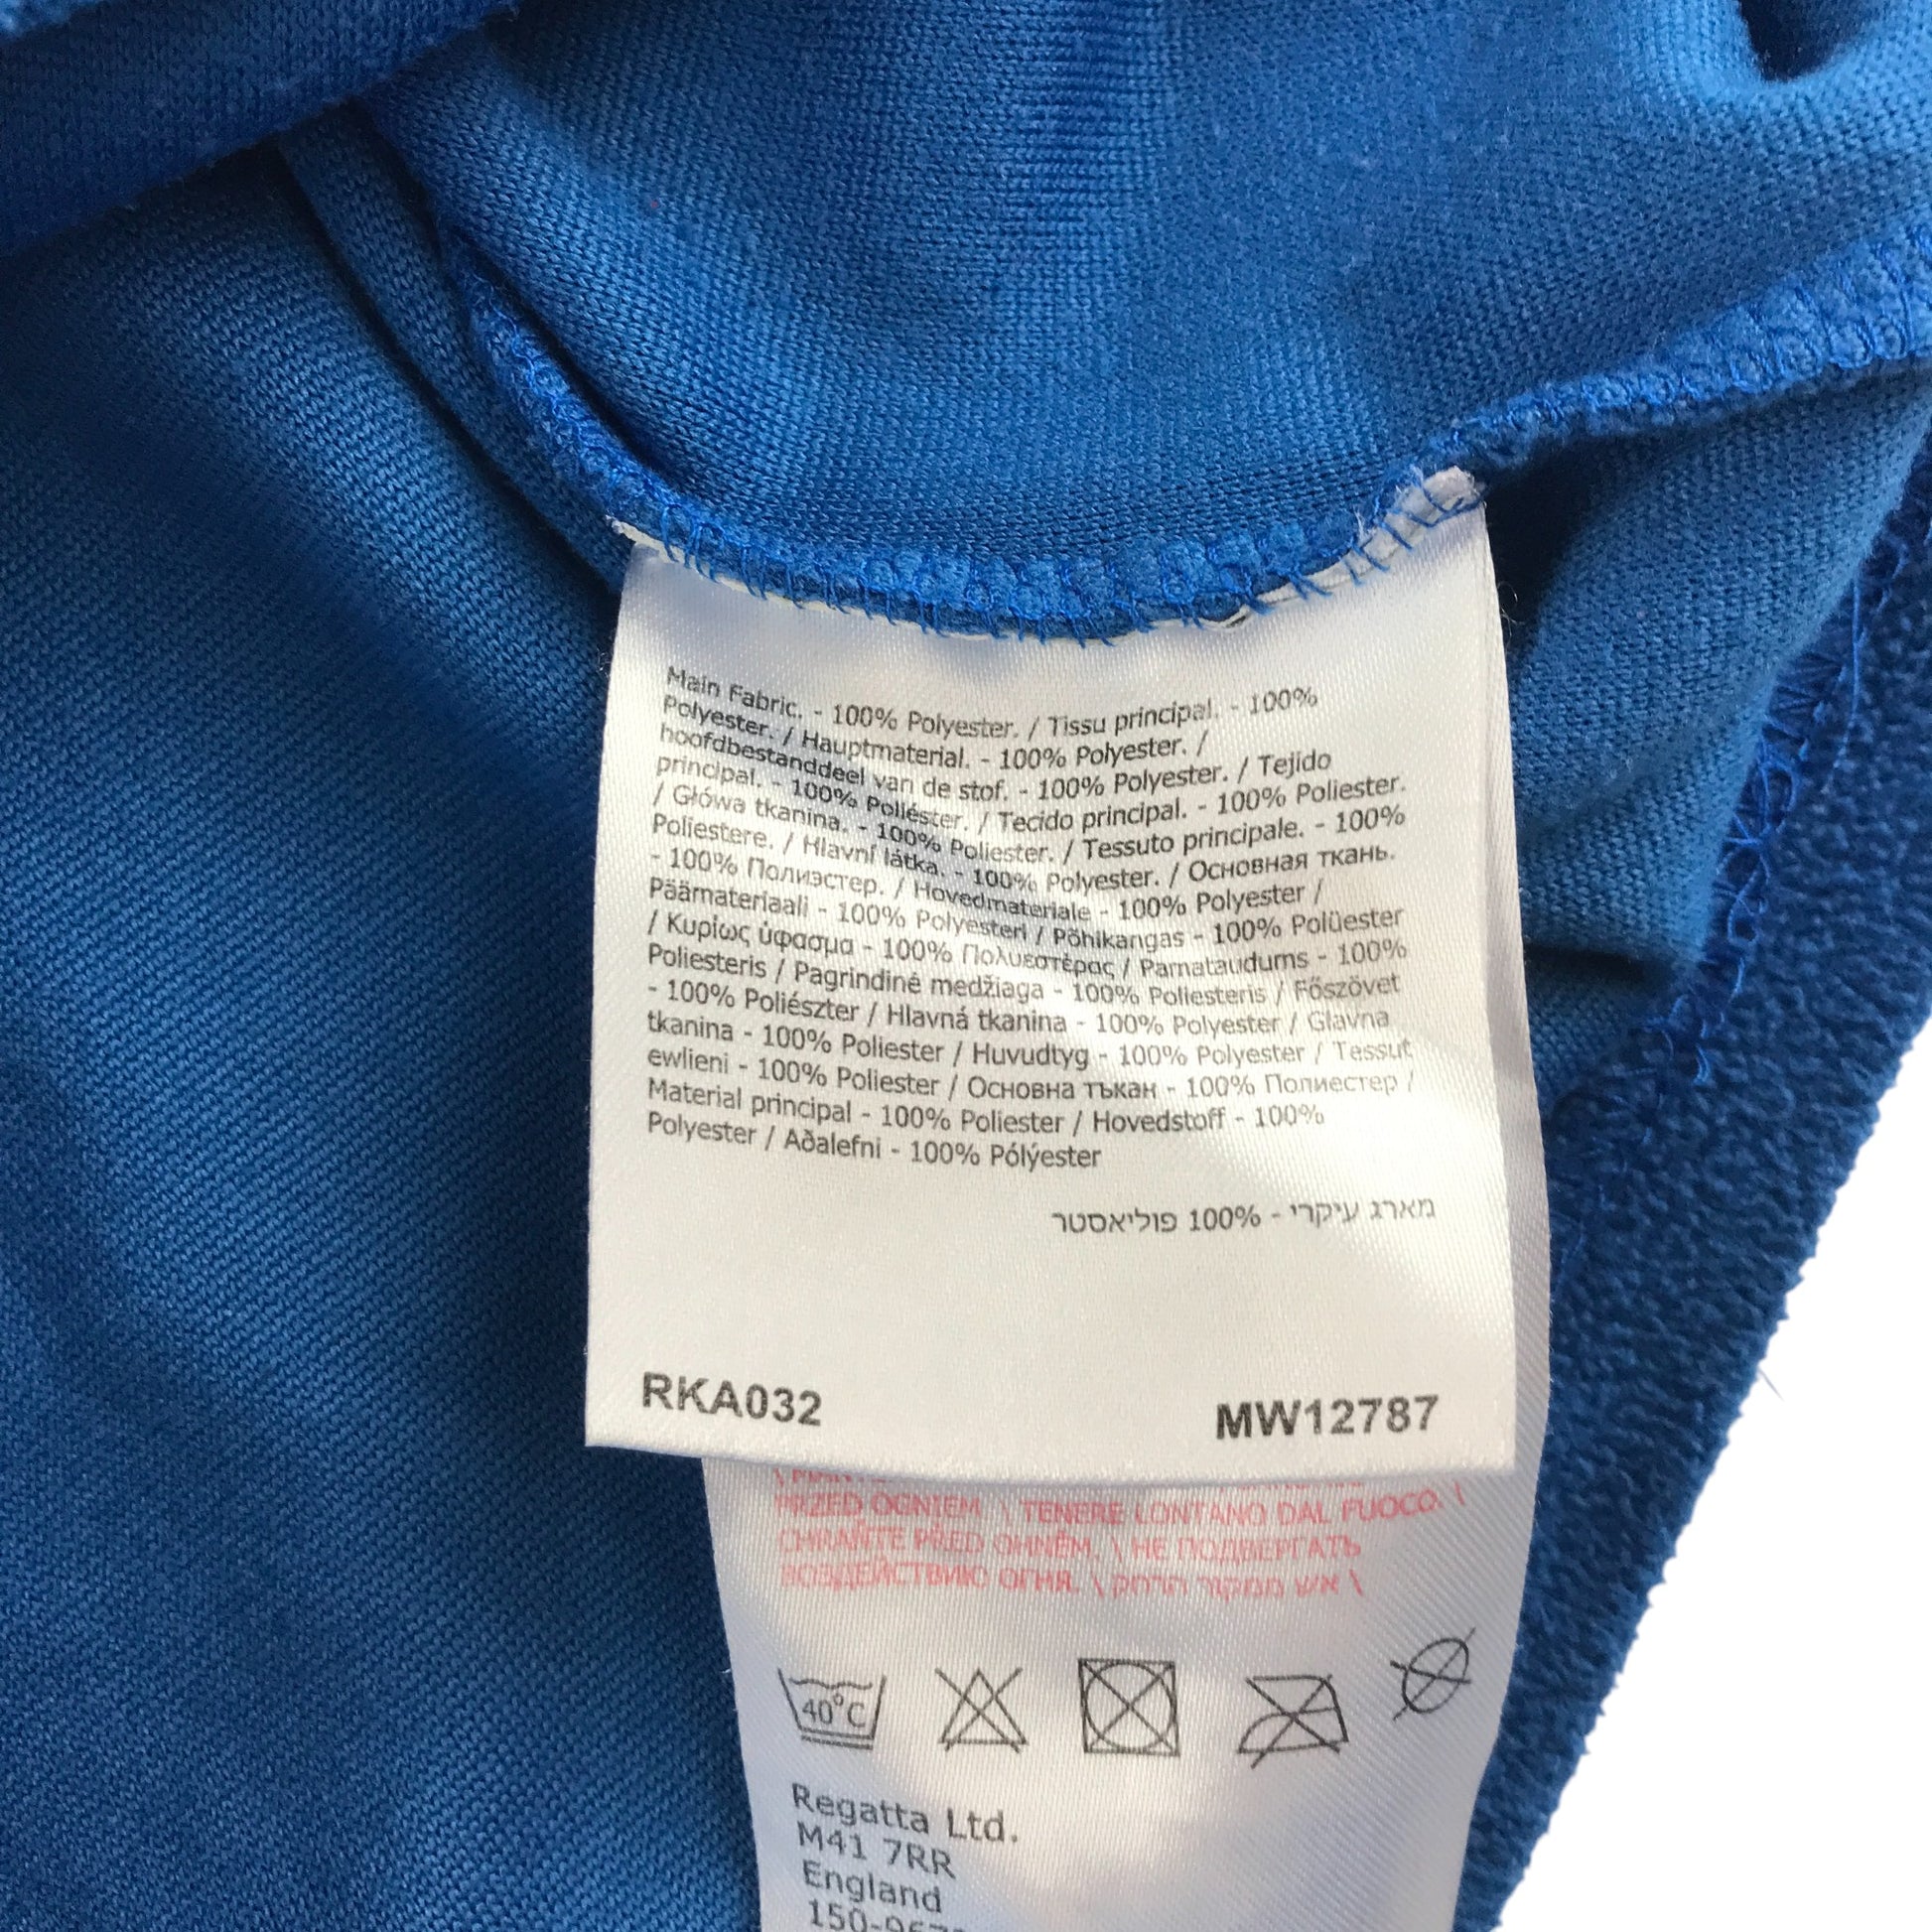 Main Fabric. - 100% Polyester. / Tissu principal. - 100%
Polyester. / Hauptmaterial. - 100% Polyester. /
hoofdbestanddeel van de stof. - 100% Polyester. / Tejido
principal. - 100% Poliéster. / Tecido principal. - 100% Poliester.
/ Główa tkanina. - 100% Poliester. / Tessuto principale. - 100%
Poliestere. / Hlavní látka. - 100% Polyester. / Основная ткань.
- 100% Полиэстер. / Hovedmateriale - 100% Polyester /
Päämateriaali - 100% Polyesteri / Põhikangas - 100% Polüester
/ Κυρίως ύφασμα - 100% Πολυεστέρας / Pamataudums - 100%
Poliesteris / Pagrindinė medžiaga - 100% Poliesteris / Főszövet
- 100% Poliészter / Hlavná tkanina - 100% Polyester / Glavna
tkanina - 100% Poliester / Huvudtyg - 100% Polyester / Tessut
ewlieni - 100% Poliester / Основна тъкан - 100% Полиестер /
Material principal - 100% Poliester / Hovedstoff - 100%
Polyester / Aðalefni - 100% Pólýester
מארג עיקרי - 100% פוליאסטר
RKA032 MW12787
PRZED OGNIEM. \ TENERE LONTANO DAL FUOCO. \
CHRAŇTE PŘED OHNĚM. \ НЕ ПОДВЕРГАТЬ
ВОЗДЕЙСТВИЮ ОГНЯ. \ הרחק ממקור אש \
40°C
Regatta Ltd.
M41 7RR
England